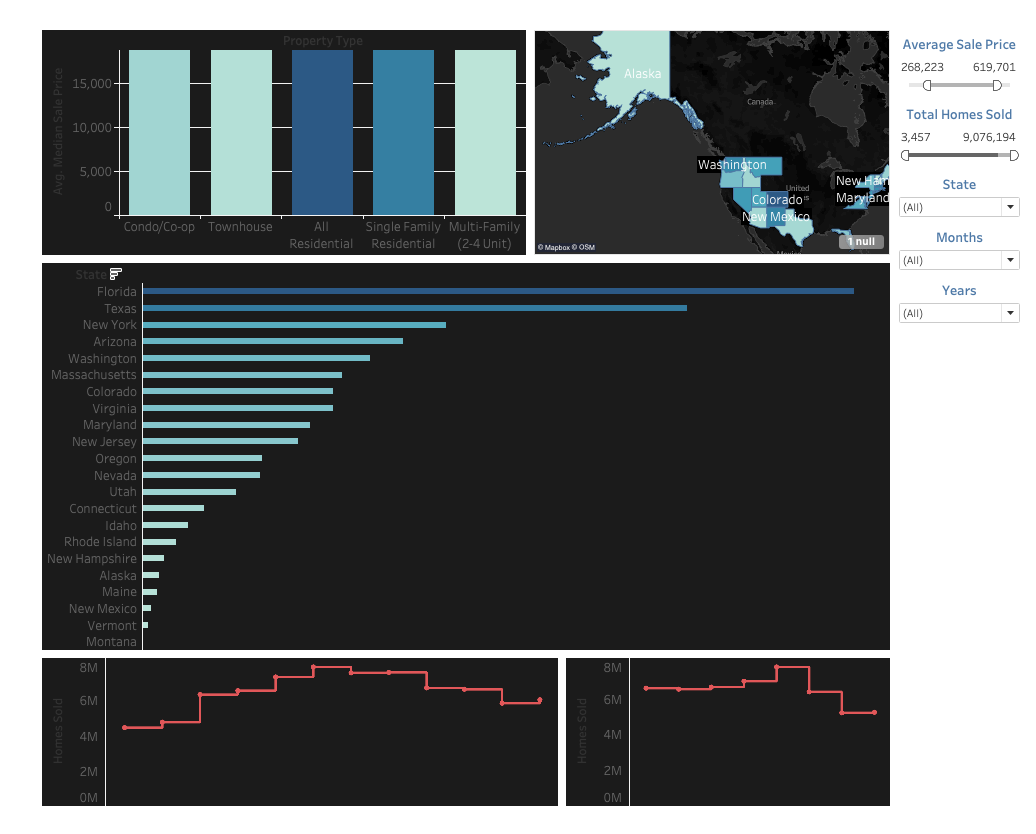 Property Type
Avg. Median Sale Price
15,000
10,000
5,000
0
Condo/Co-op
Townhouse
All
Residential
Single Family
Residential
Multi-Family
(2-4 Unit)
Alaska
Canada
Washington
United
Colorado
New Mexico
New Ham
Maryland
Mexico
© Mapbox © OSM
1 null
Average Sale Price
268,223
619,701
Total Homes Sold
3,457
9,076,194
State
(All)
Months
(All)
Years
(All)
State
Florida
Texas
New York
Arizona
Washington
Massachusetts
Colorado
Virginia
Maryland
New Jersey
Oregon
Nevada
Utah
Connecticut
Idaho
Rhode Island
New Hampshire
Alaska
Maine
New Mexico
Vermont
Montana
Homes Sold
8M
6M
4M
2M
0M
Homes Sold
8M
6M
4M
2M
0M